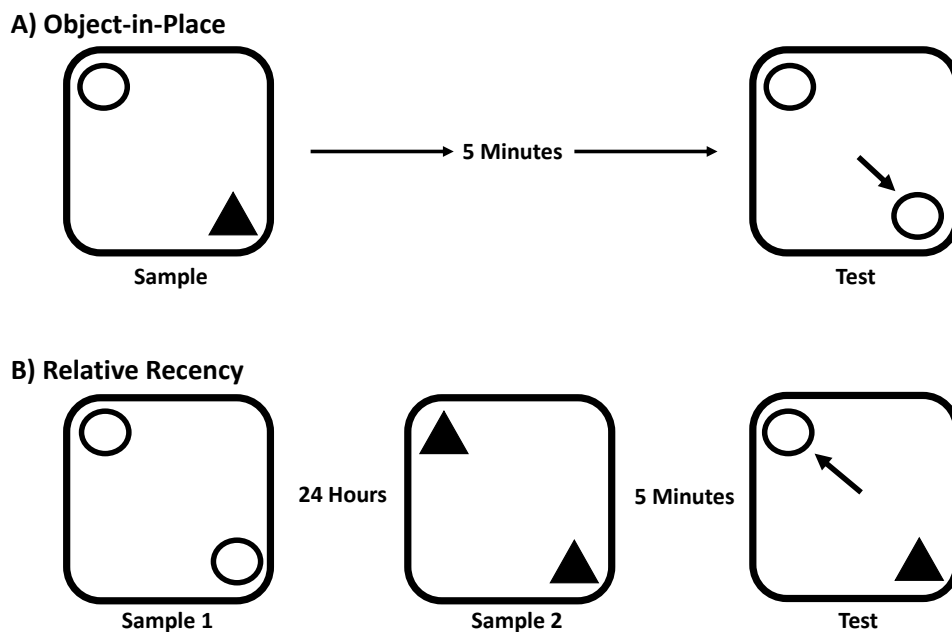 A) Object-in-Place
5 Minutes
Sample
Test
B) Relative Recency
24 Hours
5 Minutes
Sample 1
Sample 2
Test